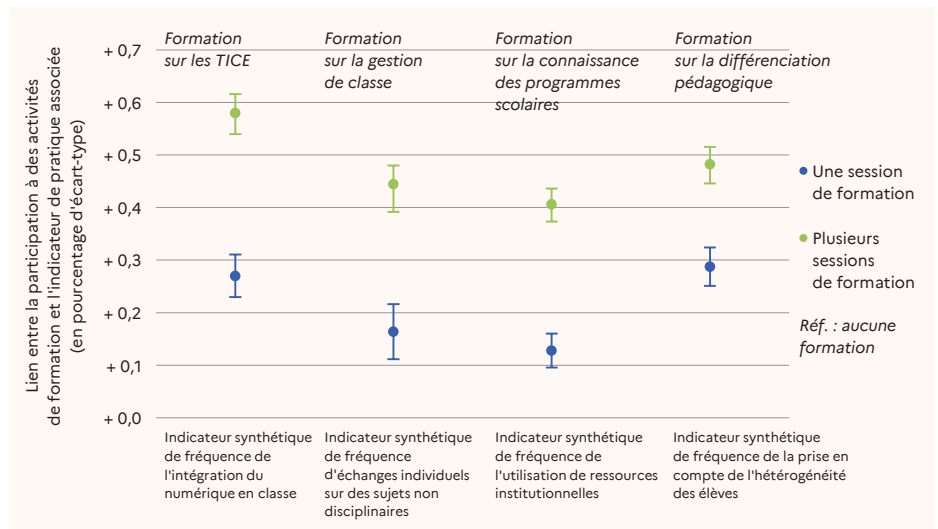 Lien entre la participation à des activités
de formation et l'indicateur de pratique associée
(en pourcentage d'écart-type)
+ 0,7
+ 0,6
+ 0,5
+ 0,4
+ 0,3
+ 0,2
+ 0,1
+ 0,0
Formation
sur les TICE
Formation
sur la gestion
de classe
Formation
sur la connaissance
des programmes
scolaires
Formation
sur la différenciation
pédagogique
Une session
de formation
Plusieurs
sessions
de formation
Réf. : aucune
formation
Indicateur synthétique
de fréquence de
l'intégration du
numérique en classe
Indicateur synthétique
de fréquence
d'échanges individuels
sur des sujets non
disciplinaires
Indicateur synthétique
de fréquence de
l'utilisation de ressources
institutionnelles
Indicateur synthétique
de fréquence de la prise en
compte de l'hétérogénéité
des élèves